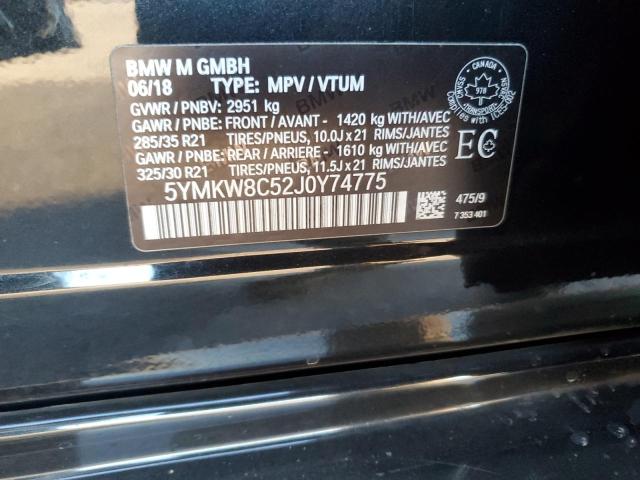 BMW M GMBH
06/18 TYPE: MPV / VTUM
GVWR / PNBV: 2951 kg
GAWR / PNBE: FRONT / AVANT - 1420 kg WITH/AVEC
285/35 R21 TIRES/PNEUS, 10.0J x 21 RIMS/JANTES
GAWR / PNBE: REAR / ARRIERE - 1610 kg WITH/AVEC
325/30 R21 TIRES/PNEUS, 11.5J x 21 RIMS/JANTES
5YMKW8C52J0Y74775
CANADA
978
TRANSPORT
EC
475/9
7 353 401